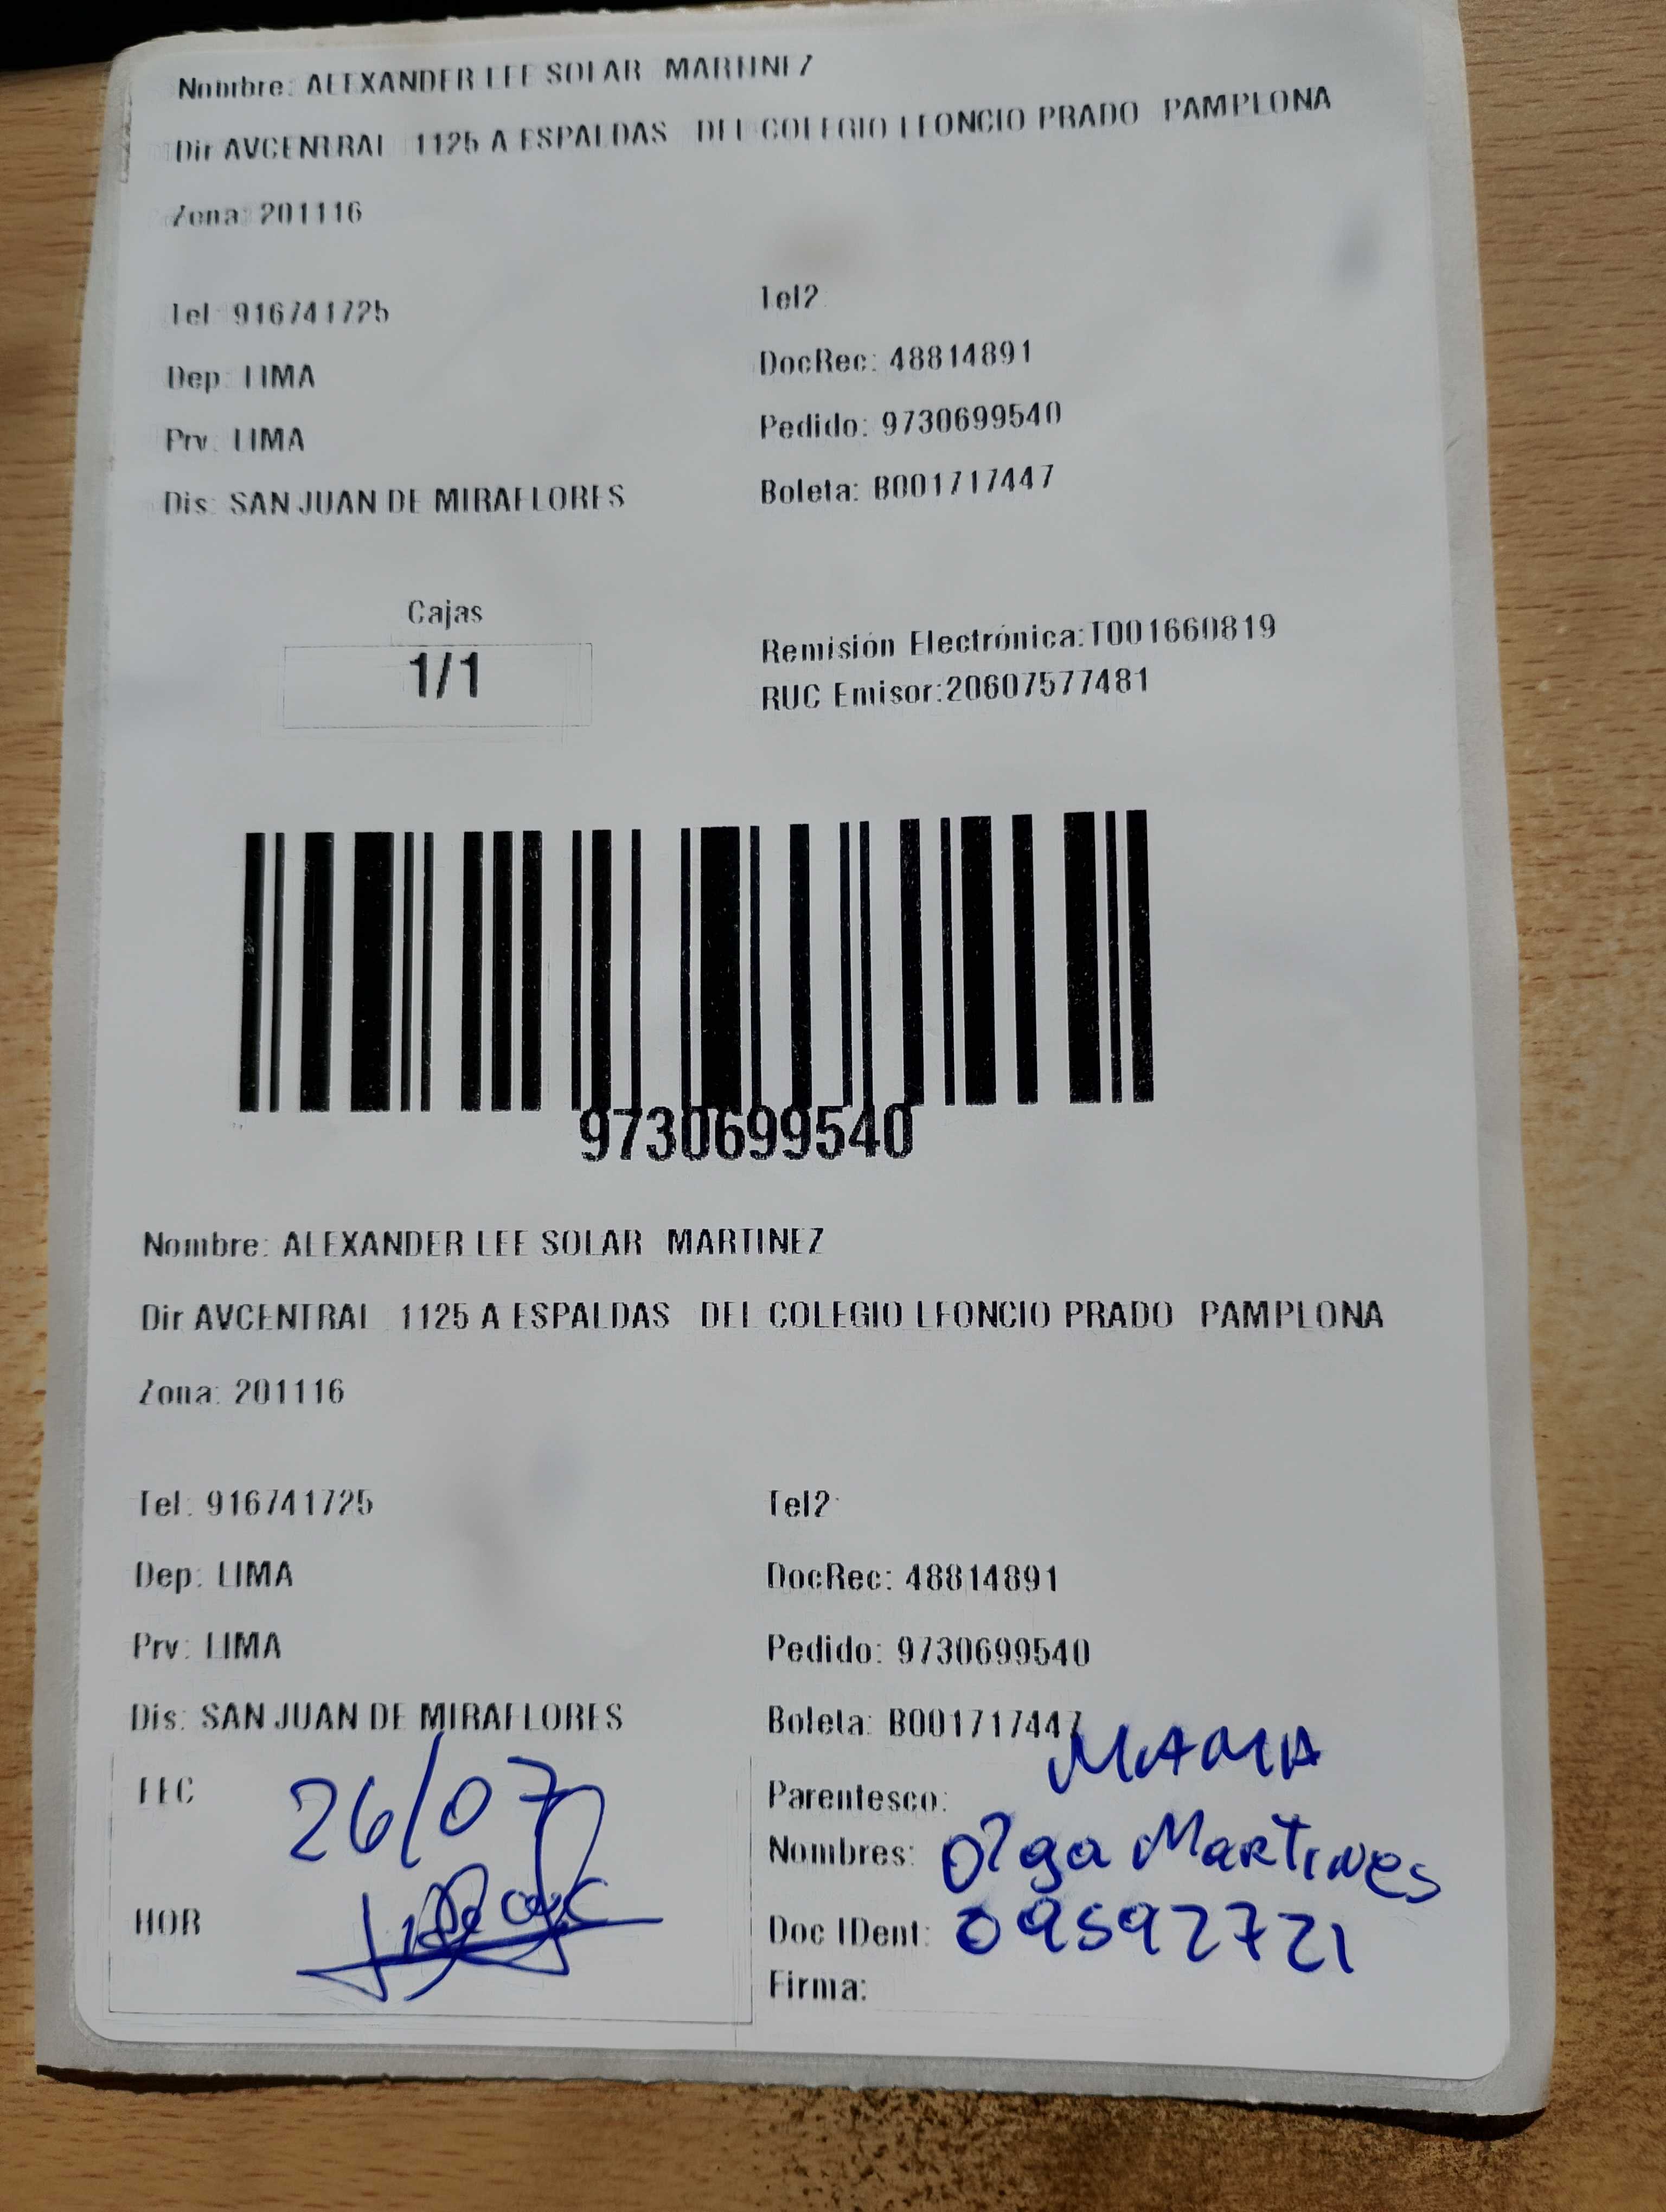 Nombre: ALEXANDER LEE SOLAR MARTINEZ
Dir AVCENTRAL 1125 A ESPALDAS DEL COLEGIO LEONCIO PRADO PAMPLONA
Zona: 201116
Tel: 916741725 Tel2:
Dep: LIMA DocRec: 48814891
Prv: LIMA Pedido: 9730699540
Dis: SAN JUAN DE MIRAFLORES Boleta: B001717447
Cajas
1/1
Remisión Electrónica:T001660819
RUC Emisor:20607577481
9730699540
Nombre: ALEXANDER LEE SOLAR MARTINEZ
Dir AVCENTRAL 1125 A ESPALDAS DEL COLEGIO LEONCIO PRADO PAMPLONA
Zona: 201116
Tel: 916741725 Tel2:
Dep: LIMA DocRec: 48814891
Prv: LIMA Pedido: 9730699540
Dis: SAN JUAN DE MIRAFLORES Boleta: B001717447
FEC 26/07
HOR
Parentesco: MAMA
Nombres: Olga Martines
Doc IDent: 09592721
Firma: